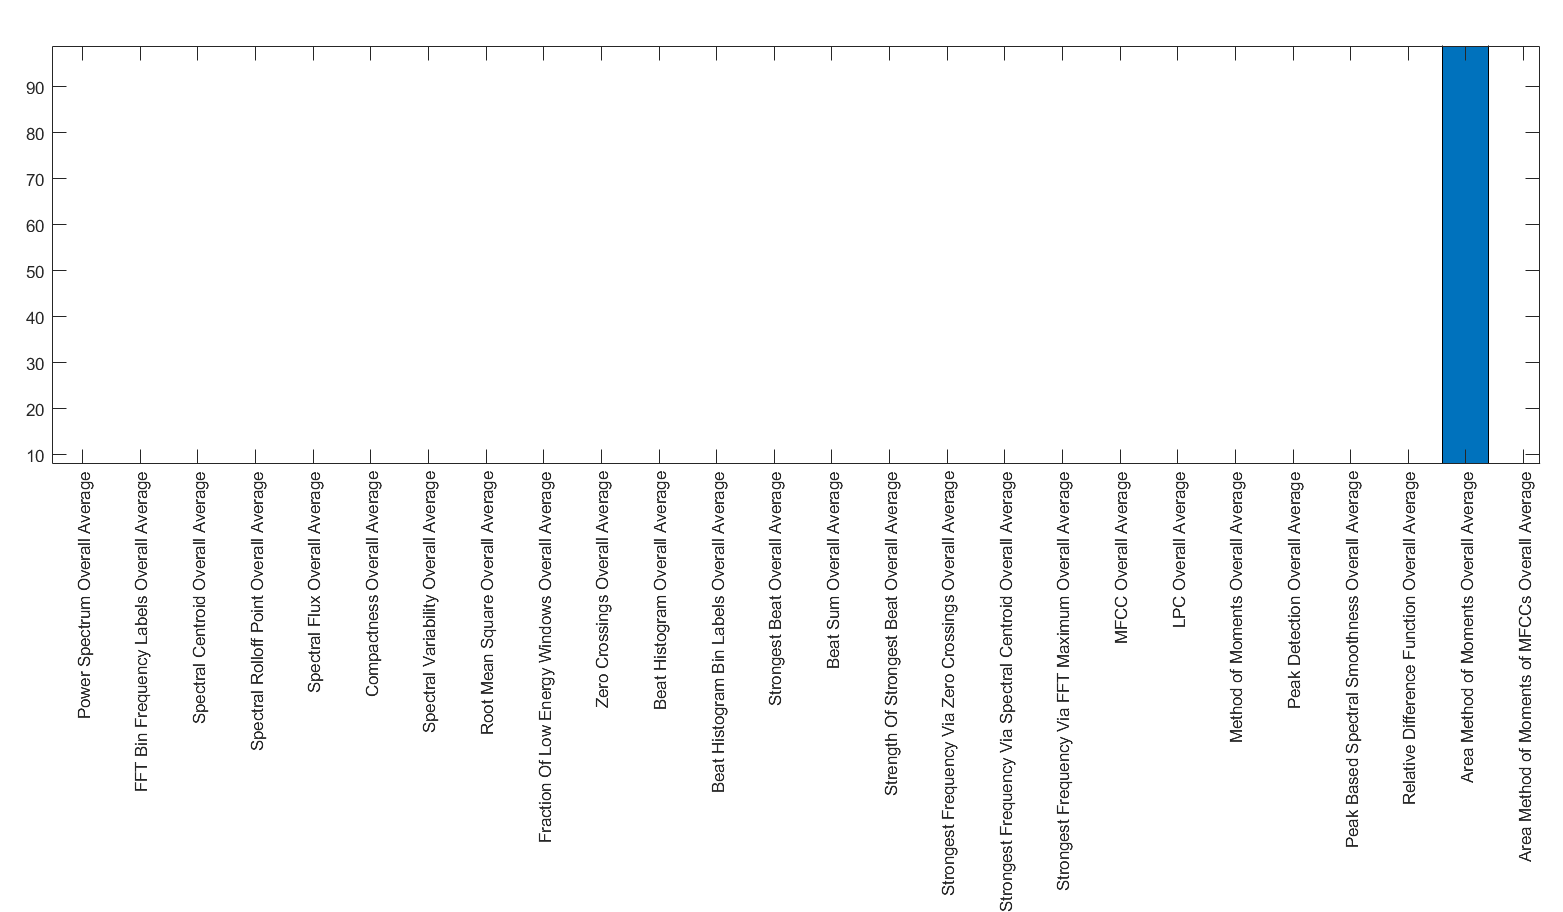 90
80
70
60
50
40
30
20
10
Power Spectrum Overall Average
FFT Bin Frequency Labels Overall Average
Spectral Centroid Overall Average
Spectral Rolloff Point Overall Average
Spectral Flux Overall Average
Compactness Overall Average
Spectral Variability Overall Average
Root Mean Square Overall Average
Fraction Of Low Energy Windows Overall Average
Zero Crossings Overall Average
Beat Histogram Overall Average
Beat Histogram Bin Labels Overall Average
Strongest Beat Overall Average
Beat Sum Overall Average
Strength Of Strongest Beat Overall Average
Strongest Frequency Via Zero Crossings Overall Average
Strongest Frequency Via Spectral Centroid Overall Average
Strongest Frequency Via FFT Maximum Overall Average
MFCC Overall Average
LPC Overall Average
Method of Moments Overall Average
Peak Detection Overall Average
Peak Based Spectral Smoothness Overall Average
Relative Difference Function Overall Average
Area Method of Moments Overall Average
Area Method of Moments of MFCCs Overall Average